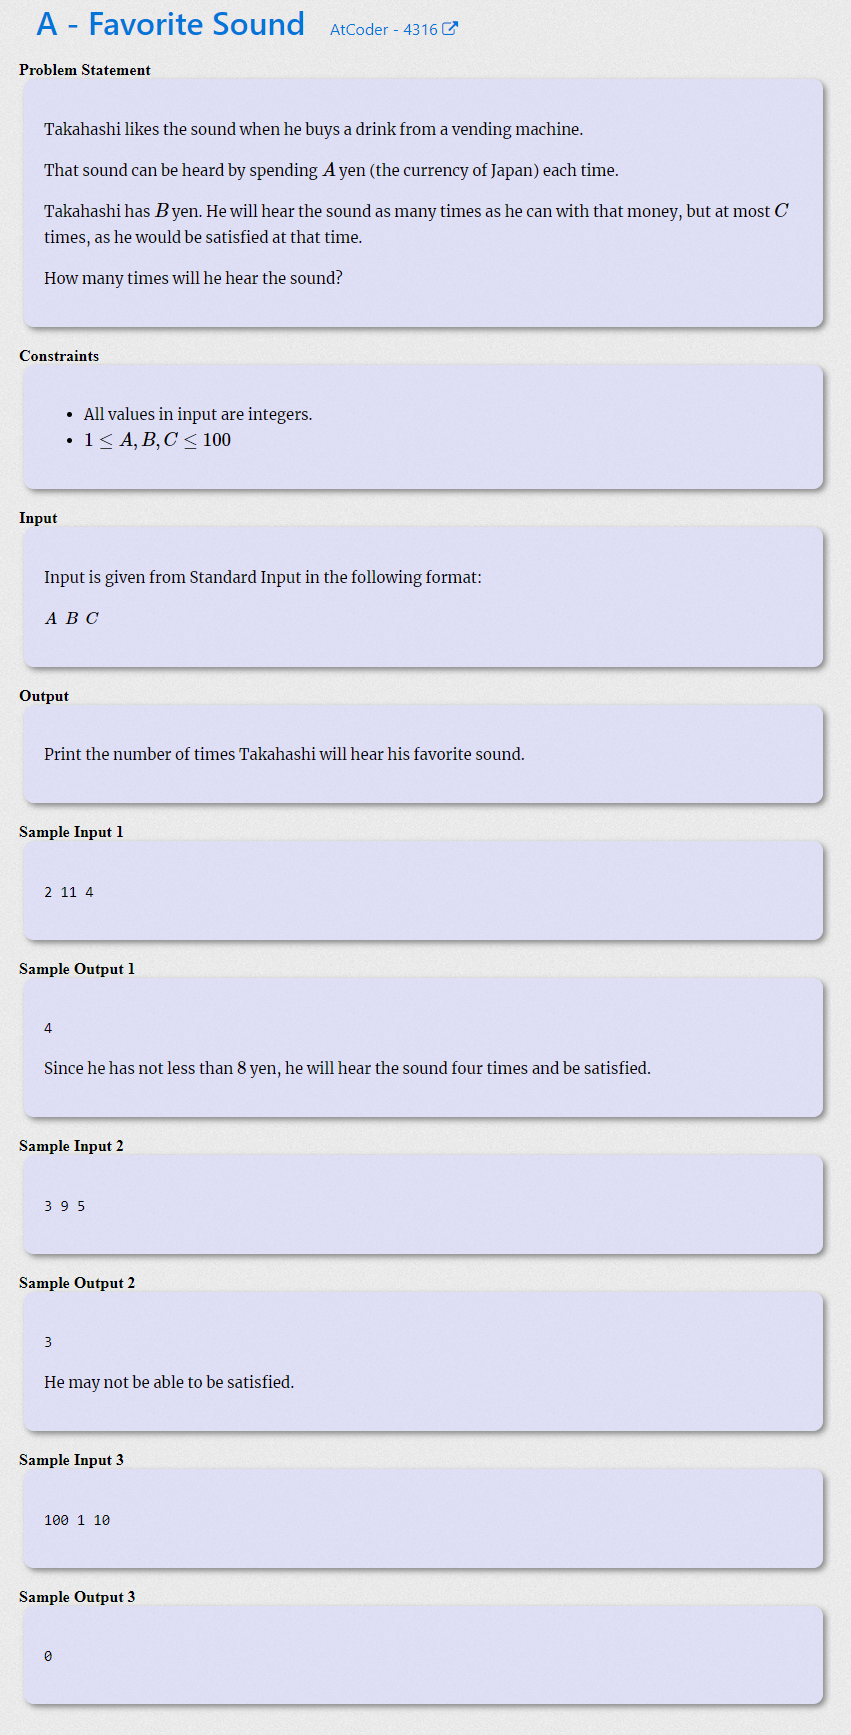 A - Favorite Sound AtCoder - 4316
Problem Statement
Takahashi likes the sound when he buys a drink from a vending machine.
That sound can be heard by spending A yen (the currency of Japan) each time.
Takahashi has B yen. He will hear the sound as many times as he can with that money, but at most C
times, as he would be satisfied at that time.
How many times will he hear the sound?
Constraints
• All values in input are integers.
• 1 ≤ A, B, C ≤ 100
Input
Input is given from Standard Input in the following format:
A B C
Output
Print the number of times Takahashi will hear his favorite sound.
Sample Input 1
2 11 4
Sample Output 1
4
Since he has not less than 8 yen, he will hear the sound four times and be satisfied.
Sample Input 2
3 9 5
Sample Output 2
3
He may not be able to be satisfied.
Sample Input 3
100 1 10
Sample Output 3
0